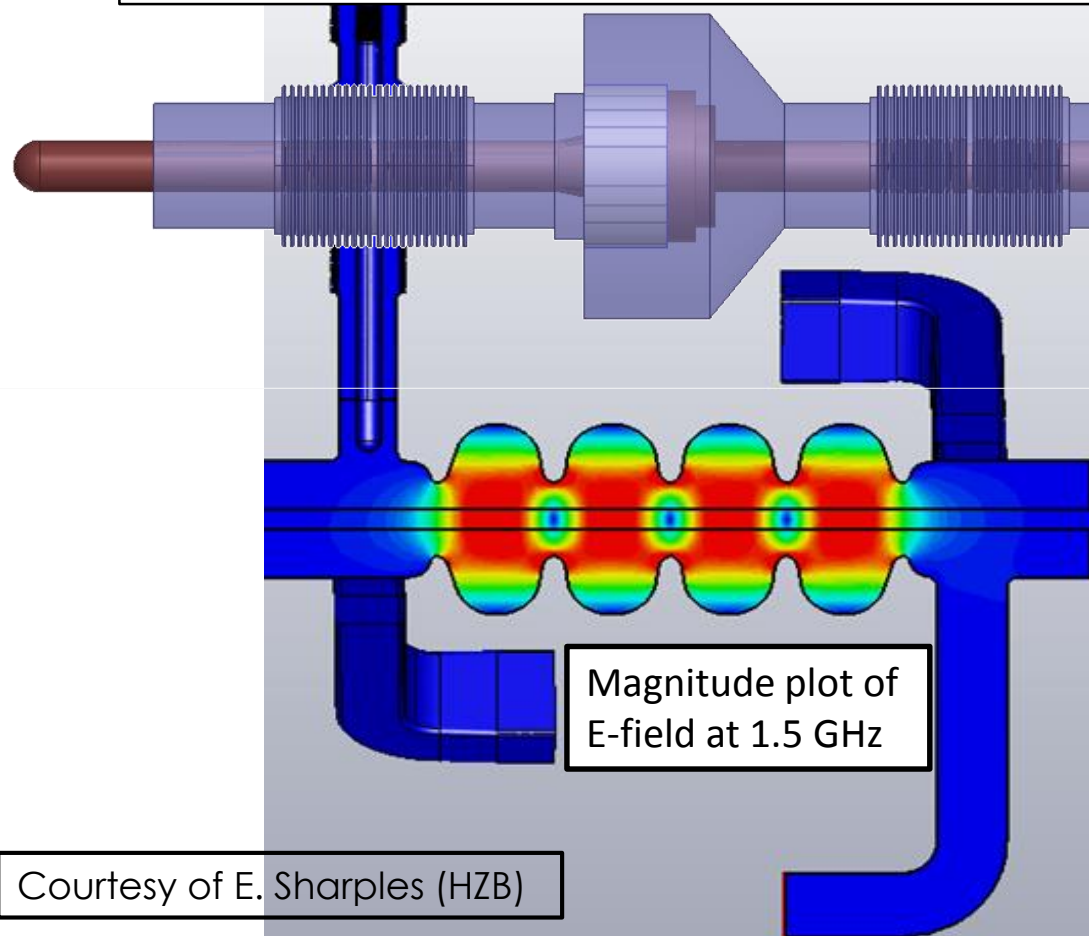 Magnitude plot of
E-field at 1.5 GHz
Courtesy of E. Sharples (HZB)